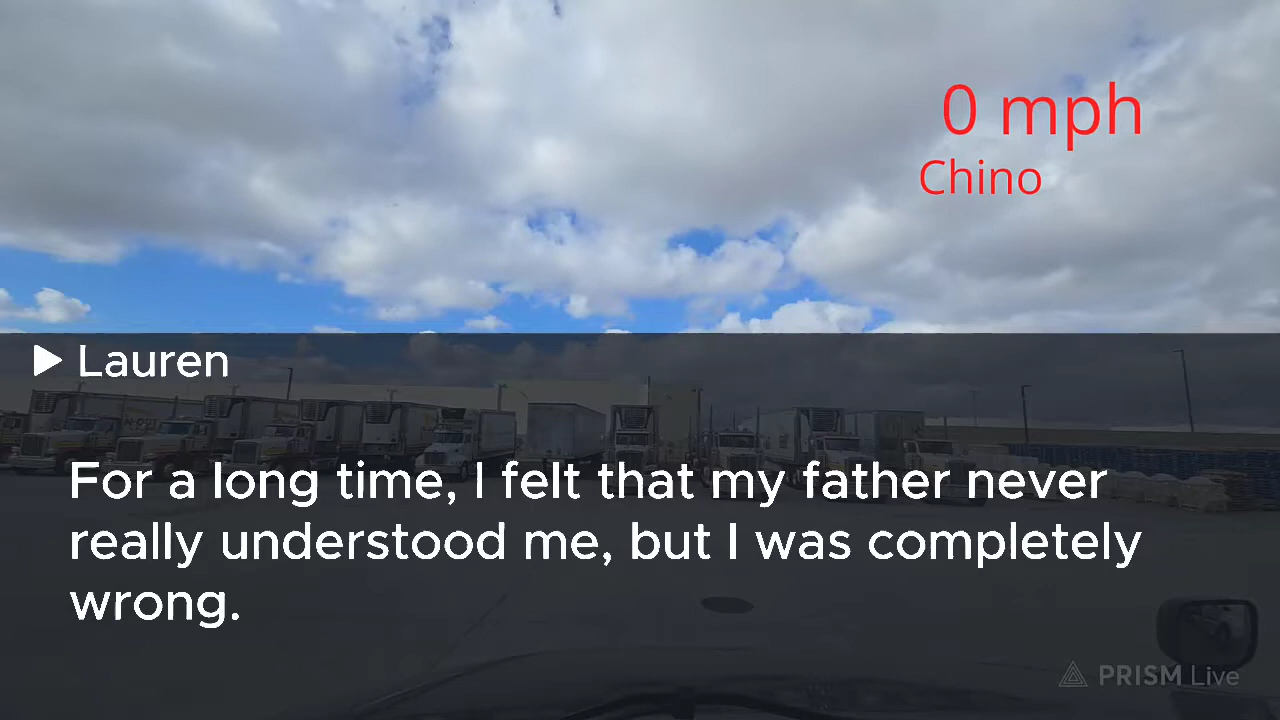 0 mph
Chino
Lauren
For a long time, I felt that my father never
really understood me, but I was completely
wrong.
PRISM Live